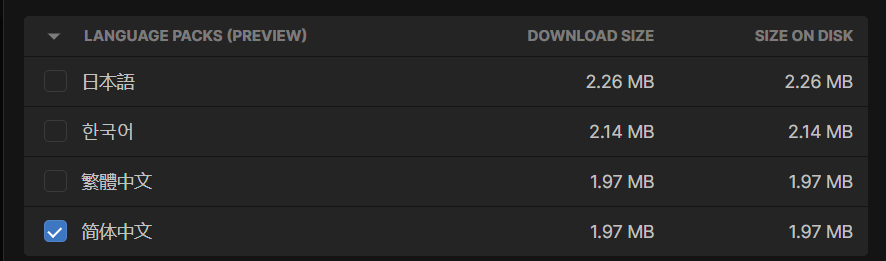 LANGUAGE PACKS (PREVIEW) DOWNLOAD SIZE SIZE ON DISK
日本語 2.26 MB 2.26 MB
한국어 2.14 MB 2.14 MB
繁體中文 1.97 MB 1.97 MB
简体中文 1.97 MB 1.97 MB